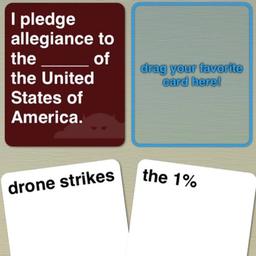 I pledge
allegiance to
the _____ of
the United
States of
America.
drag your favorite
card here!
drone strikes
the 1%